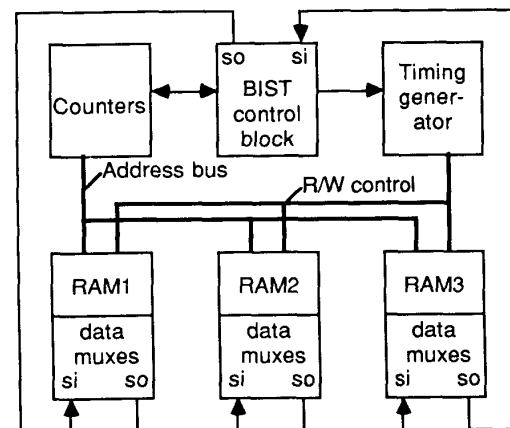 so si
Counters
BIST
control
block
Timing
gener-
ator
Address bus
R/W control
RAM1
RAM2
RAM3
data
muxes
si so
data
muxes
si so
data
muxes
si so